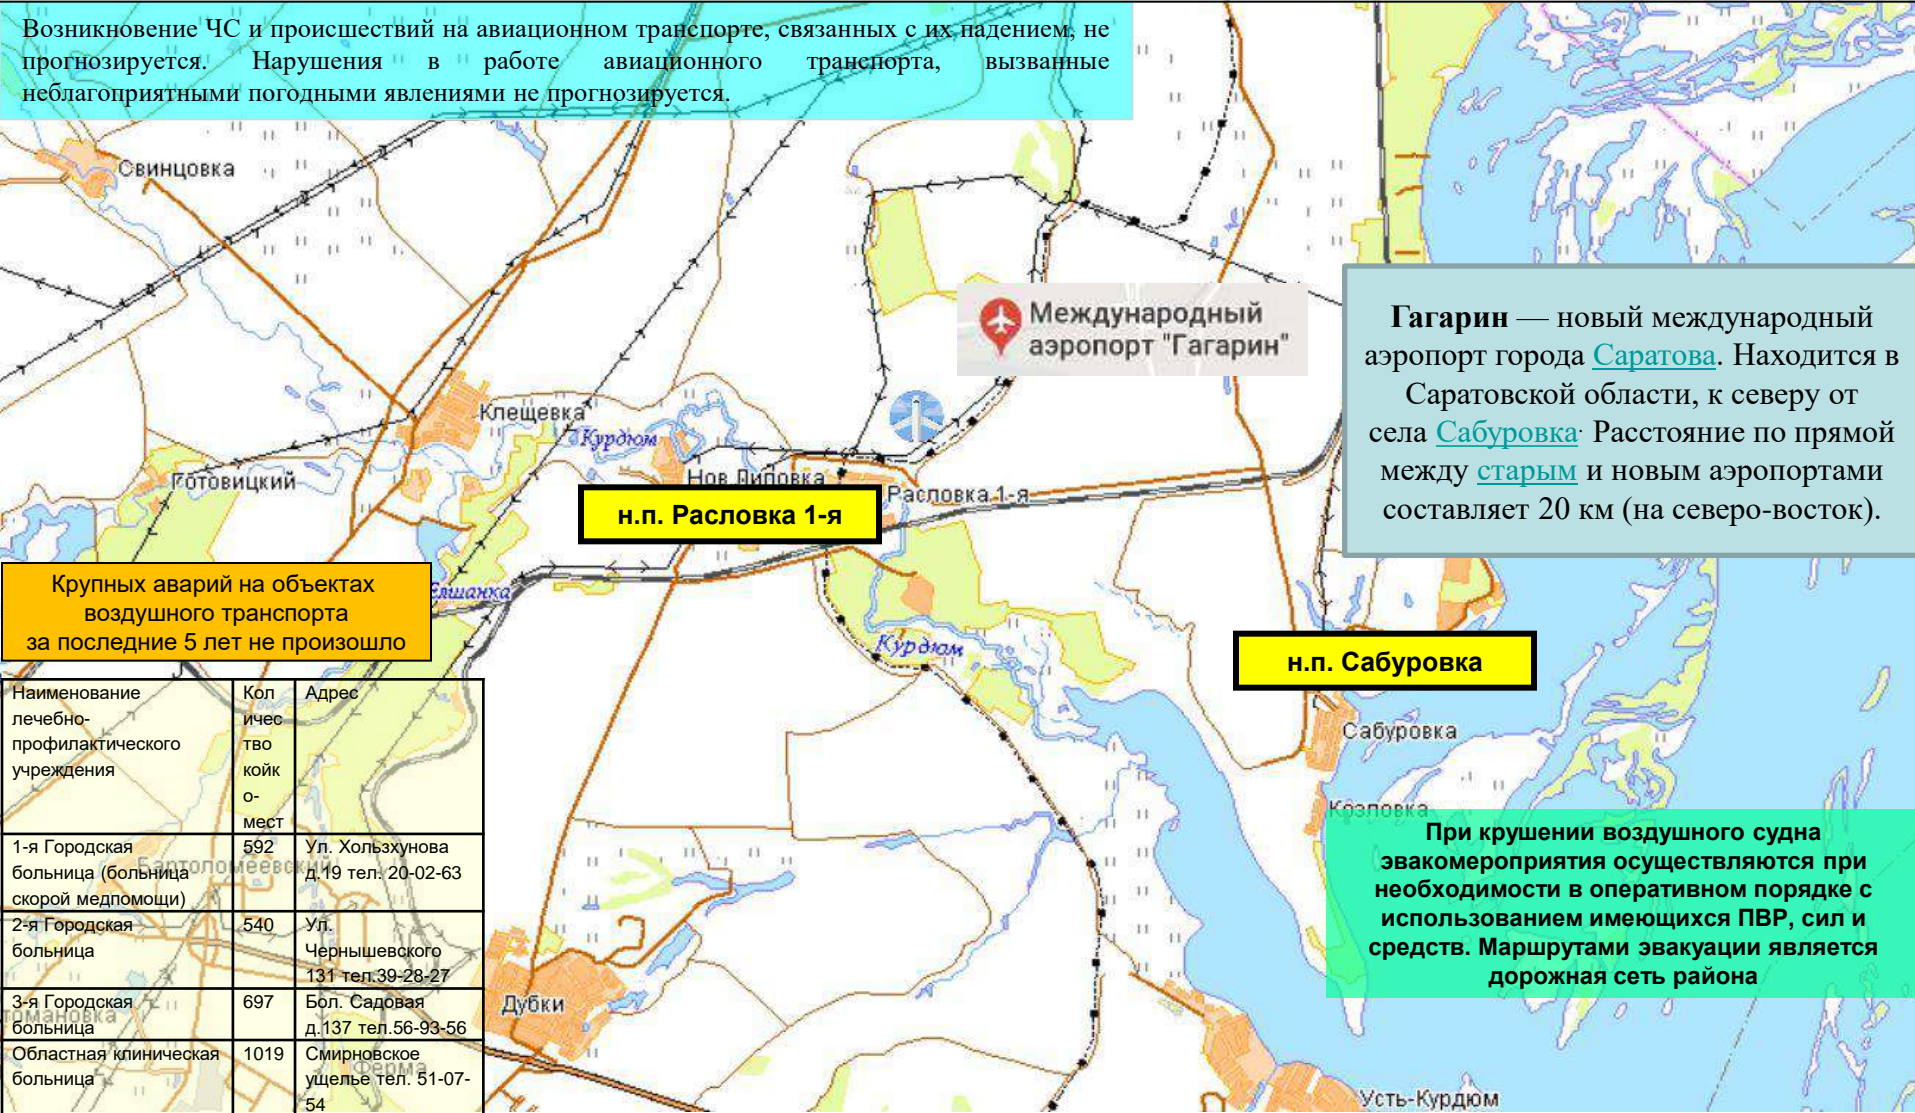 Возникновение ЧС и происшествий на авиационном транспорте, связанных с их падением, не
прогнозируется. Нарушения в работе авиационного транспорта, вызванные
неблагоприятными погодными явлениями не прогнозируется.
Свинцовка
Международный
аэропорт "Гагарин"
Гагарин — новый международный
аэропорт города Саратова. Находится в
Саратовской области, к северу от
села Сабуровка. Расстояние по прямой
между старым и новым аэропортами
составляет 20 км (на северо-восток).
Клещевка
Курдюм
Готовицкий
Нов.Липовка
Расловка 1-я
н.п. Расловка 1-я
Крупных аварий на объектах
воздушного транспорта
за последние 5 лет не произошло
Елшанка
Курдюм
н.п. Сабуровка
Сабуровка
Козловка
Наименование
лечебно-
профилактического
учреждения
Кол
ичес
тво
койк
о-
мест
Адрес
1-я Городская
больница (больница
скорой медпомощи)
592
Ул. Хользхунова
д.19 тел. 20-02-63
Бартоломеевский
2-я Городская
больница
540
Ул.
Чернышевского
131 тел.39-28-27
3-я Городская
больница
697
Бол. Садовая
д.137 тел.56-93-56
Областная клиническая
больница
1019
Смирновское
ущелье тел. 51-07-
54
Ферма
Дубки
При крушении воздушного судна
эвакомероприятия осуществляются при
необходимости в оперативном порядке с
использованием имеющихся ПВР, сил и
средств. Маршрутами эвакуации является
дорожная сеть района
Усть-Курдюм